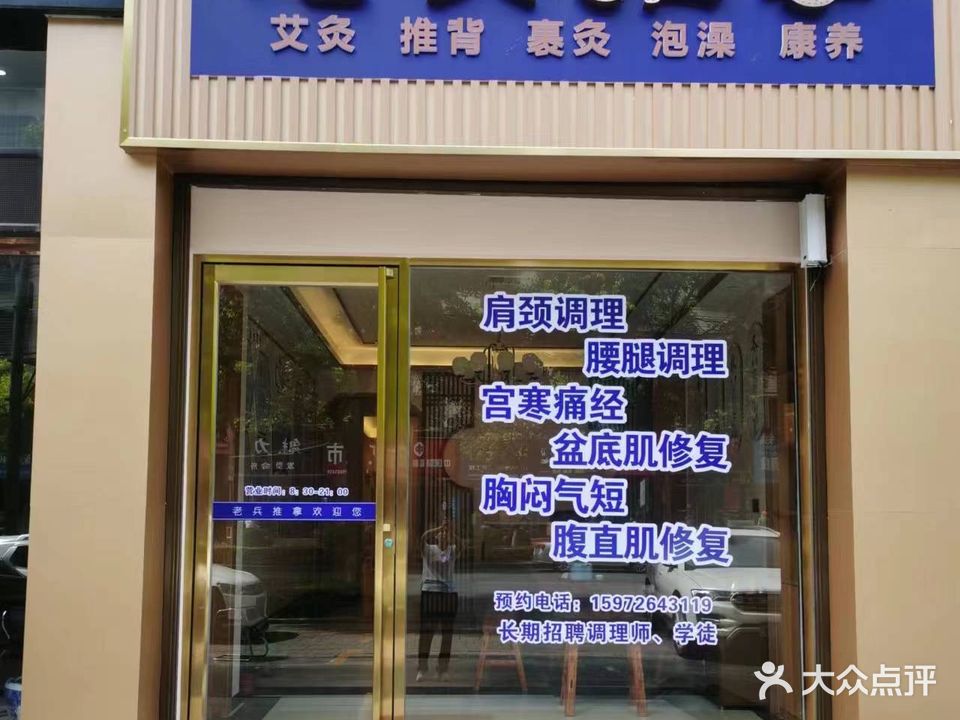 艾灸 推背 裹灸 泡澡 康养
肩颈调理
腰腿调理
宫寒痛经
盆底肌修复
胸闷气短
腹直肌修复
预约电话：15972643119
长期招聘调理师、学徒
营业时间：8：30-21：00
老兵推拿欢迎您
魅力
市
大众点评